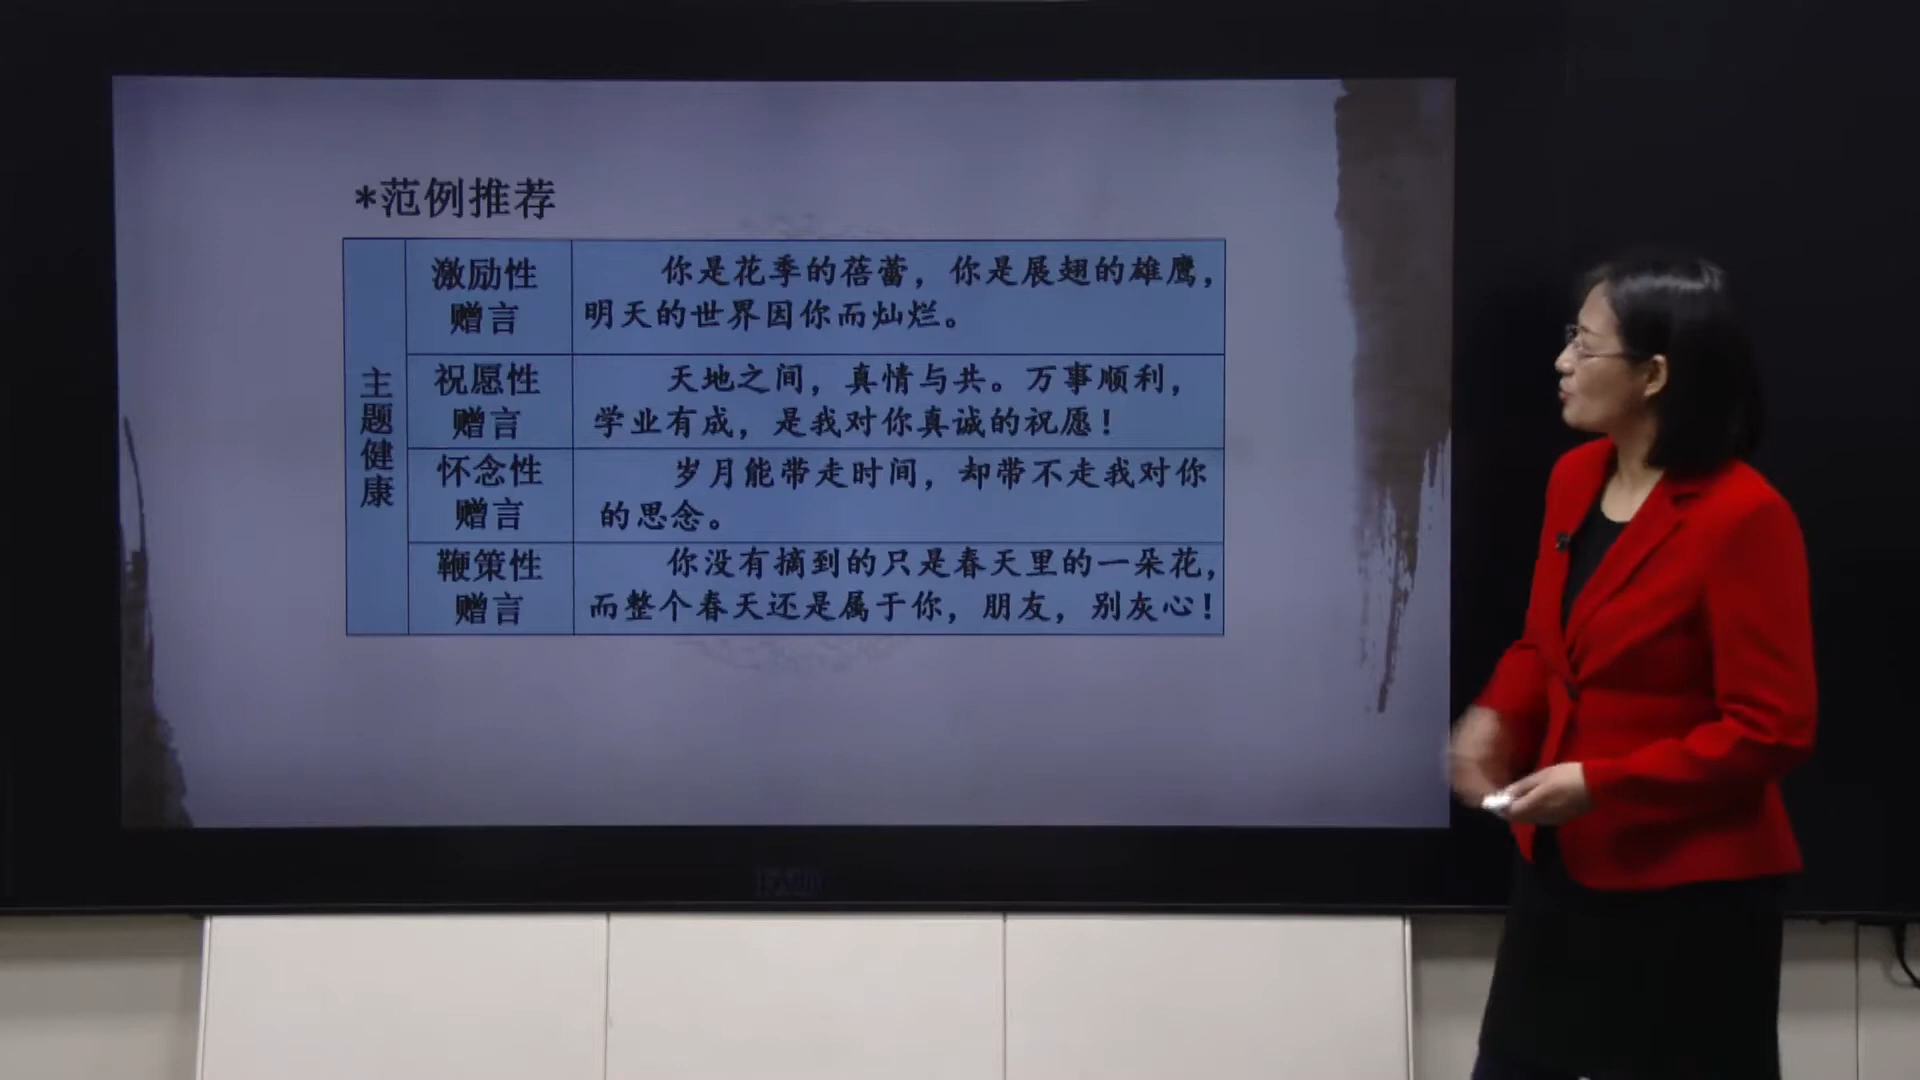 *范例推荐
主题健康
激励性
赠言
你是花季的蓓蕾，你是展翅的雄鹰，
明天的世界因你而灿烂。
祝愿性
赠言
天地之间，真情与共。万事顺利，
学业有成，是我对你真诚的祝愿！
怀念性
赠言
岁月能带走时间，却带不走我对你
的思念。
鞭策性
赠言
你没有摘到的只是春天里的一朵花，
而整个春天还是属于你，朋友，别灰心！